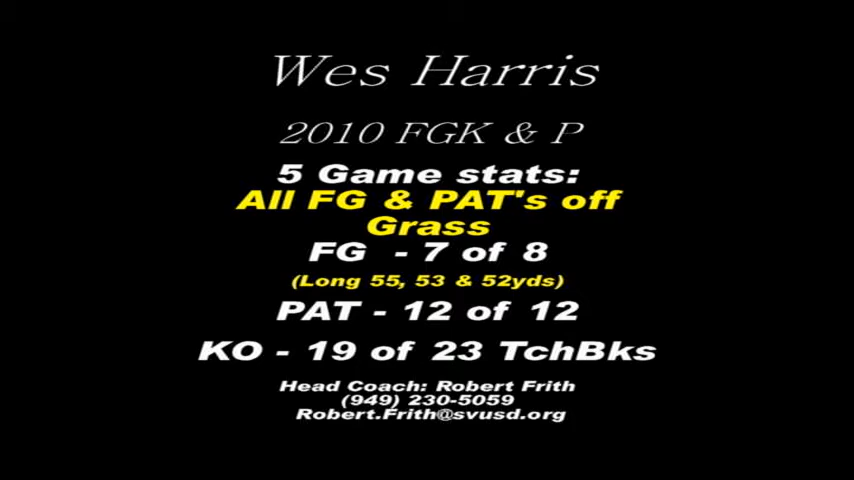 Wes Harris
2010 FGK & P
5 Game stats:
All FG & PAT's off
Grass
FG - 7 of 8
(Long 55, 53 & 52yds)
PAT - 12 of 12
KO - 19 of 23 TchBks
Head Coach: Robert Frith
(949) 230-5059
Robert.Frith@svusd.org